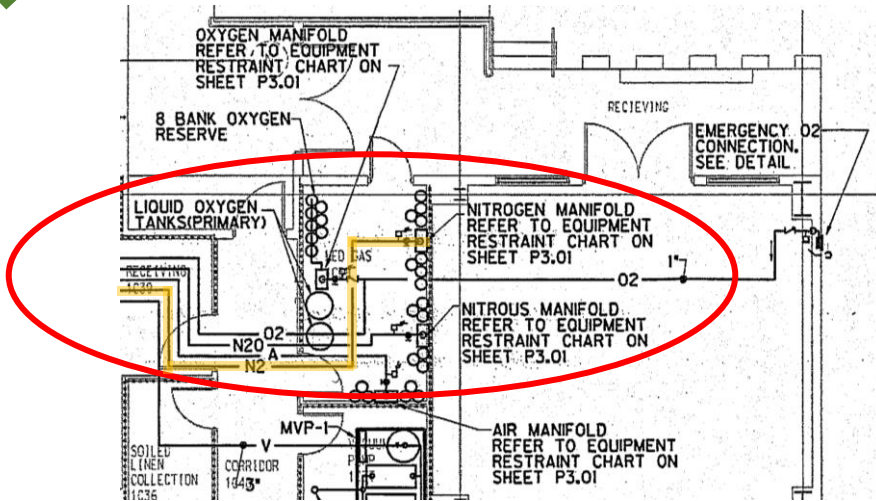 OXYGEN MANIFOLD
REFER TO EQUIPMENT
RESTRAINT CHART ON
SHEET P3.01
8 BANK OXYGEN
RESERVE
RECIEVING
EMERGENCY O2
CONNECTION.
SEE DETAIL
LIQUID OXYGEN
TANKS(PRIMARY)
NITROGEN MANIFOLD
REFER TO EQUIPMENT
RESTRAINT CHART ON
SHEET P3.01
GAS
RECEIVING
1C39
1"
O2
O2
N2O
A
N2
NITROUS MANIFOLD
REFER TO EQUIPMENT
RESTRAINT CHART ON
SHEET P3.01
MVP-1
AIR MANIFOLD
REFER TO EQUIPMENT
RESTRAINT CHART ON
SHEET P3.01
V
SOILED
LINEN
COLLECTION
1C36
CORRIDOR
3"